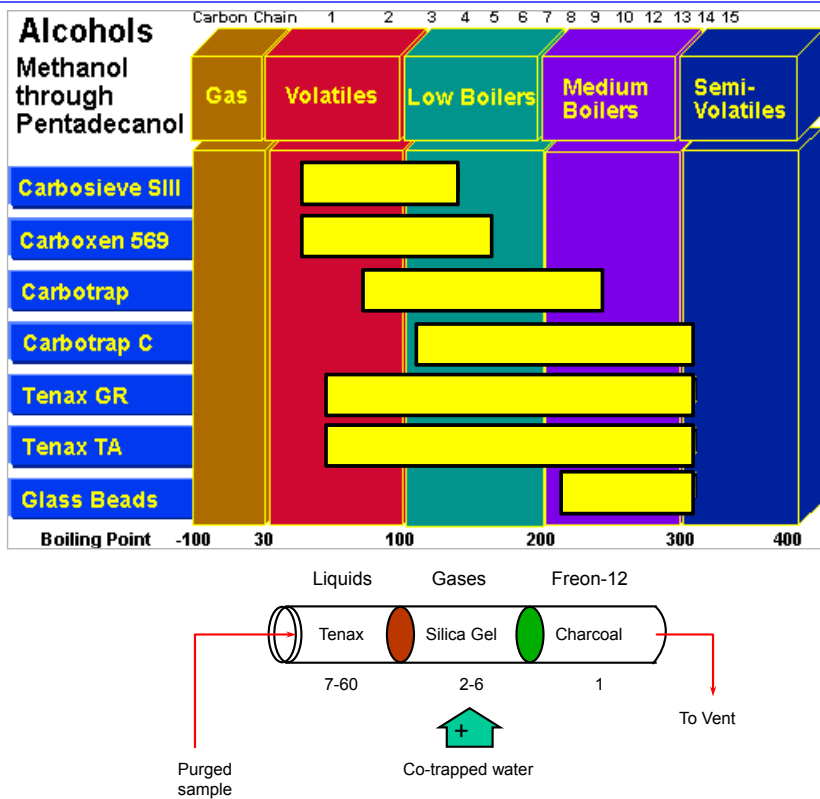 Carbon Chain 1 2 3 4 5 6 7 8 9 10 12 13 14 15
Alcohols
Methanol
through
Pentadecanol
Gas
Volatiles
Low Boilers
Medium
Boilers
Semi-
Volatiles
Carbosieve SIII
Carboxen 569
Carbotrap
Carbotrap C
Tenax GR
Tenax TA
Glass Beads
Boiling Point -100 30 100 200 300 400
Liquids Gases Freon-12
Tenax Silica Gel Charcoal
7-60 2-6 1
To Vent
+
Purged
sample
Co-trapped water